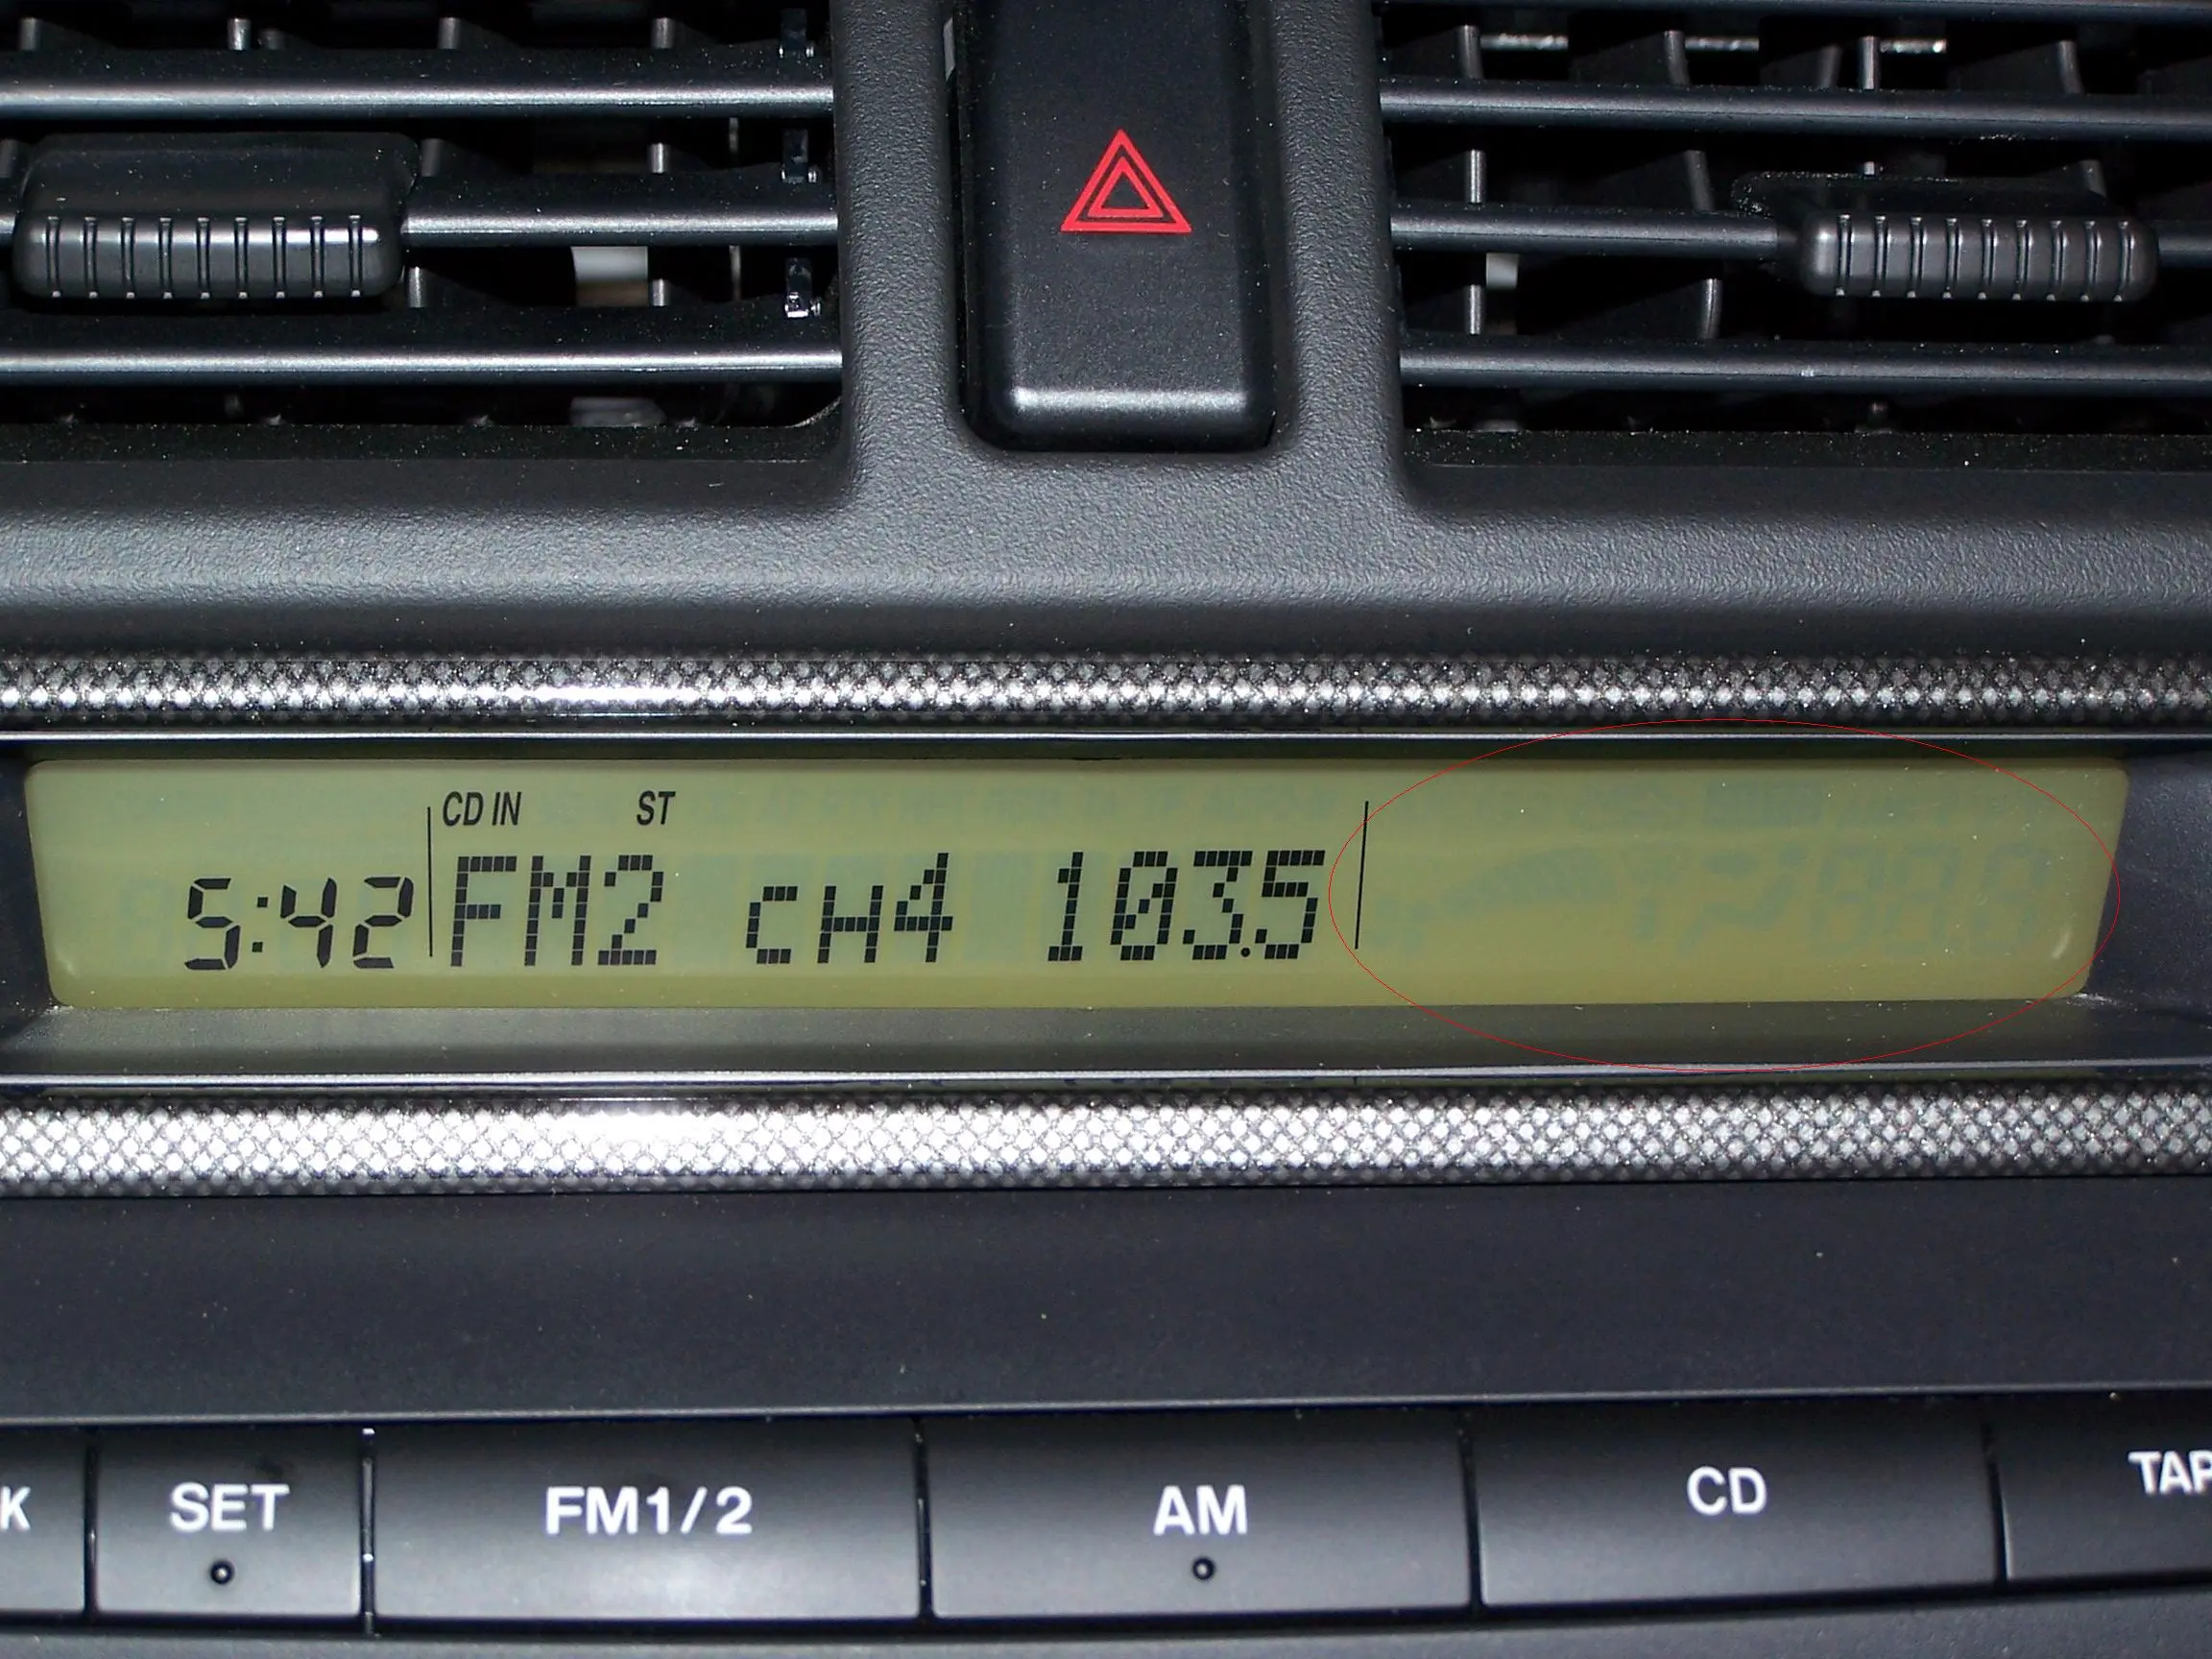 CD IN ST
5:42 FM2 CH4 103.5
SET FM1/2 AM CD